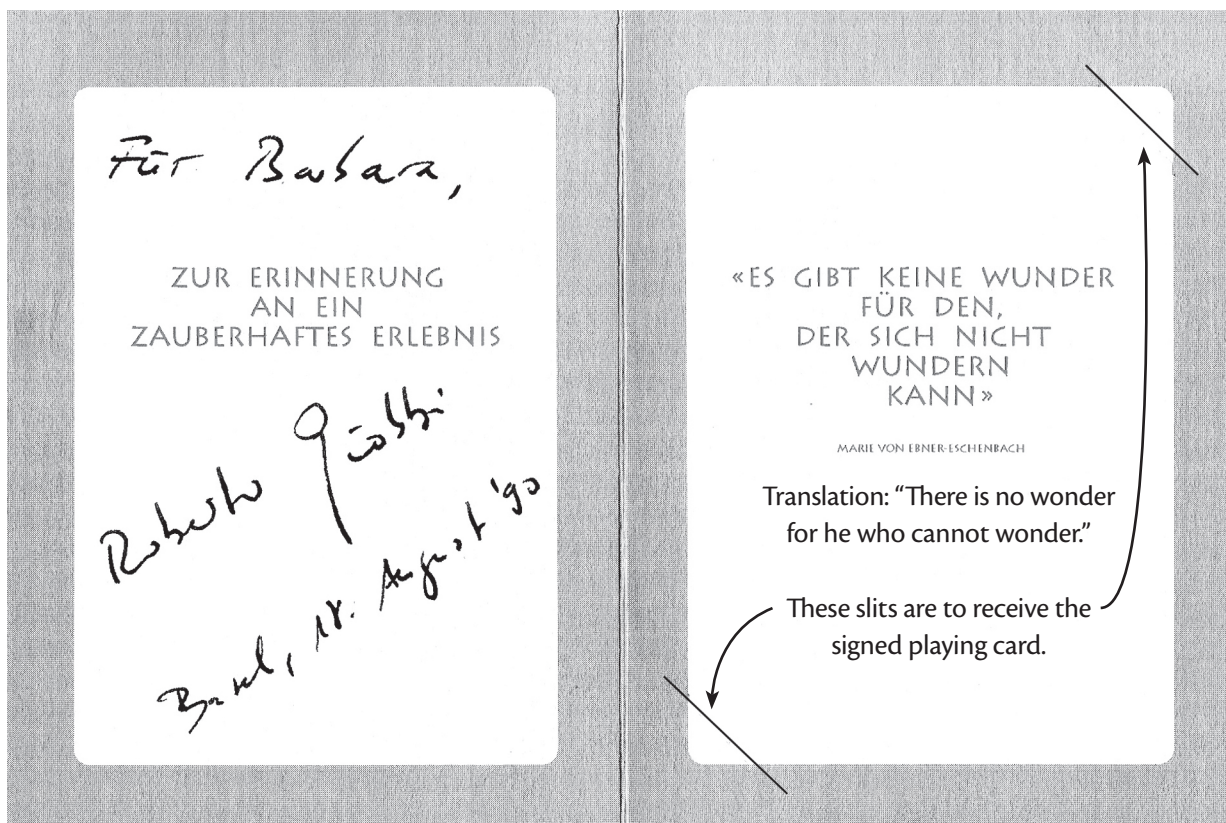 Für Barbara,
ZUR ERINNERUNG
AN EIN
ZAUBERHAFTES ERLEBNIS
Roberto Giobbi
Basel, 18. August '90
«ES GIBT KEINE WUNDER
FÜR DEN,
DER SICH NICHT
WUNDERN
KANN»
MARIE VON EBNER-ESCHENBACH
Translation: “There is no wonder
for he who cannot wonder.”
These slits are to receive the
signed playing card.